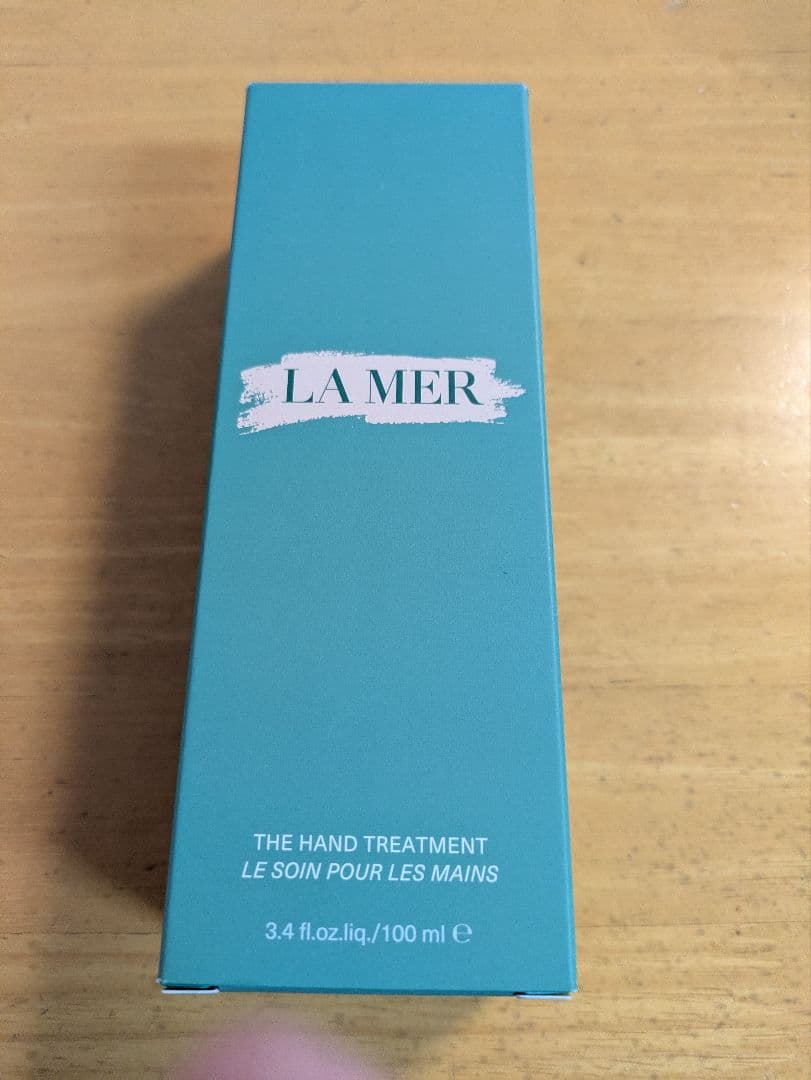 LA MER
THE HAND TREATMENT
LE SOIN POUR LES MAINS
3.4 fl.oz.liq./100 ml ℮